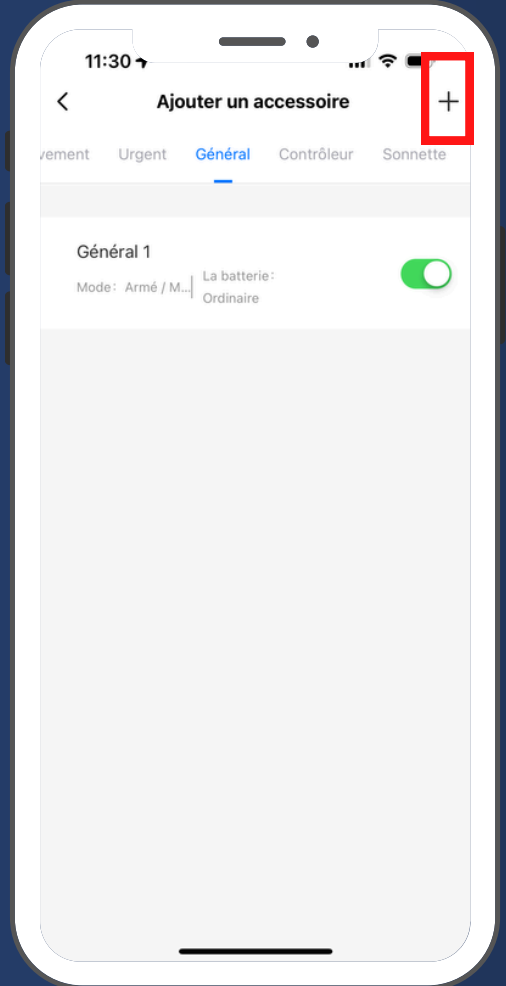 11:30
Ajouter un accessoire
vement Urgent Général Contrôleur Sonnette
Général 1
Mode: Armé / M... La batterie:
Ordinaire